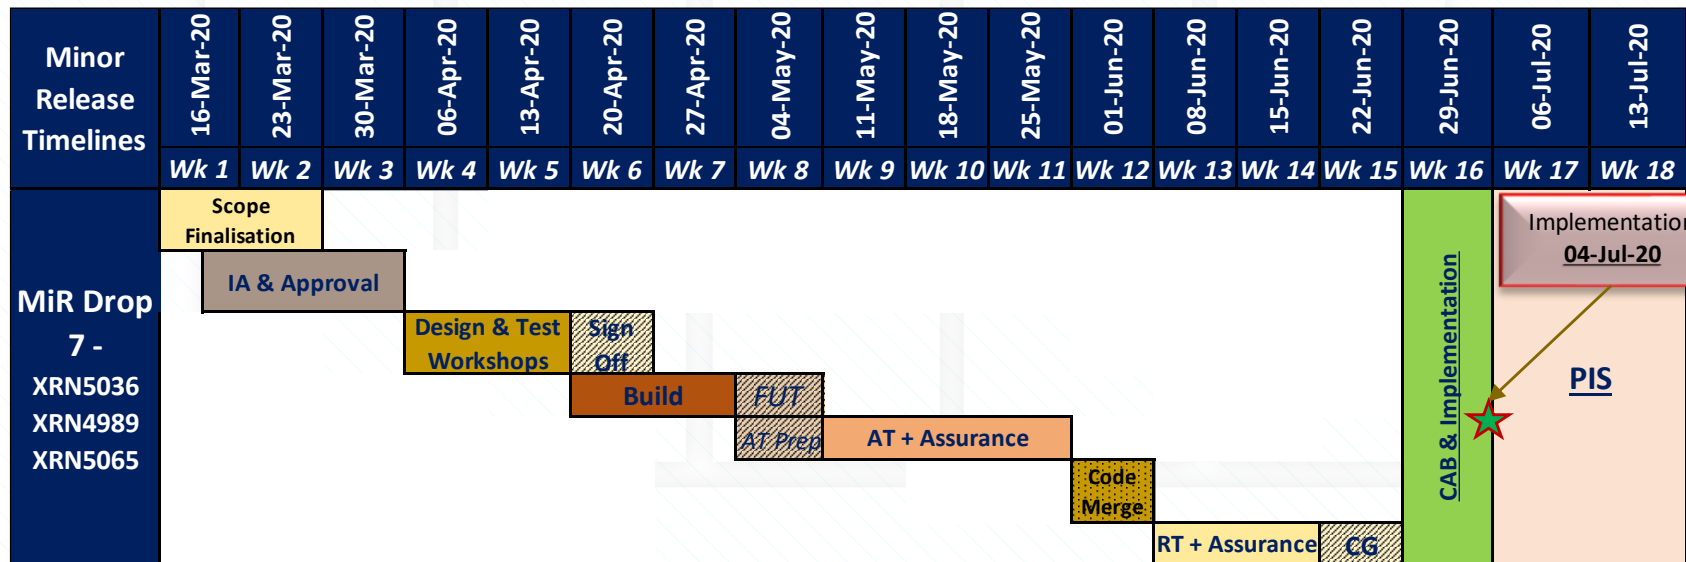 Minor
Release
Timelines
16-Mar-20
23-Mar-20
30-Mar-20
06-Apr-20
13-Apr-20
20-Apr-20
27-Apr-20
04-May-20
11-May-20
18-May-20
25-May-20
01-Jun-20
08-Jun-20
15-Jun-20
22-Jun-20
29-Jun-20
06-Jul-20
13-Jul-20
Wk 1
Wk 2
Wk 3
Wk 4
Wk 5
Wk 6
Wk 7
Wk 8
Wk 9
Wk 10
Wk 11
Wk 12
Wk 13
Wk 14
Wk 15
Wk 16
Wk 17
Wk 18
MiR Drop
7 -
XRN5036
XRN4989
XRN5065
Scope
Finalisation
IA & Approval
Design & Test
Workshops
Sign
Off
Build
FUT
AT Prep
AT + Assurance
Code
Merge
RT + Assurance
CG
CAB & Implementation
Implementation
04-Jul-20
PIS